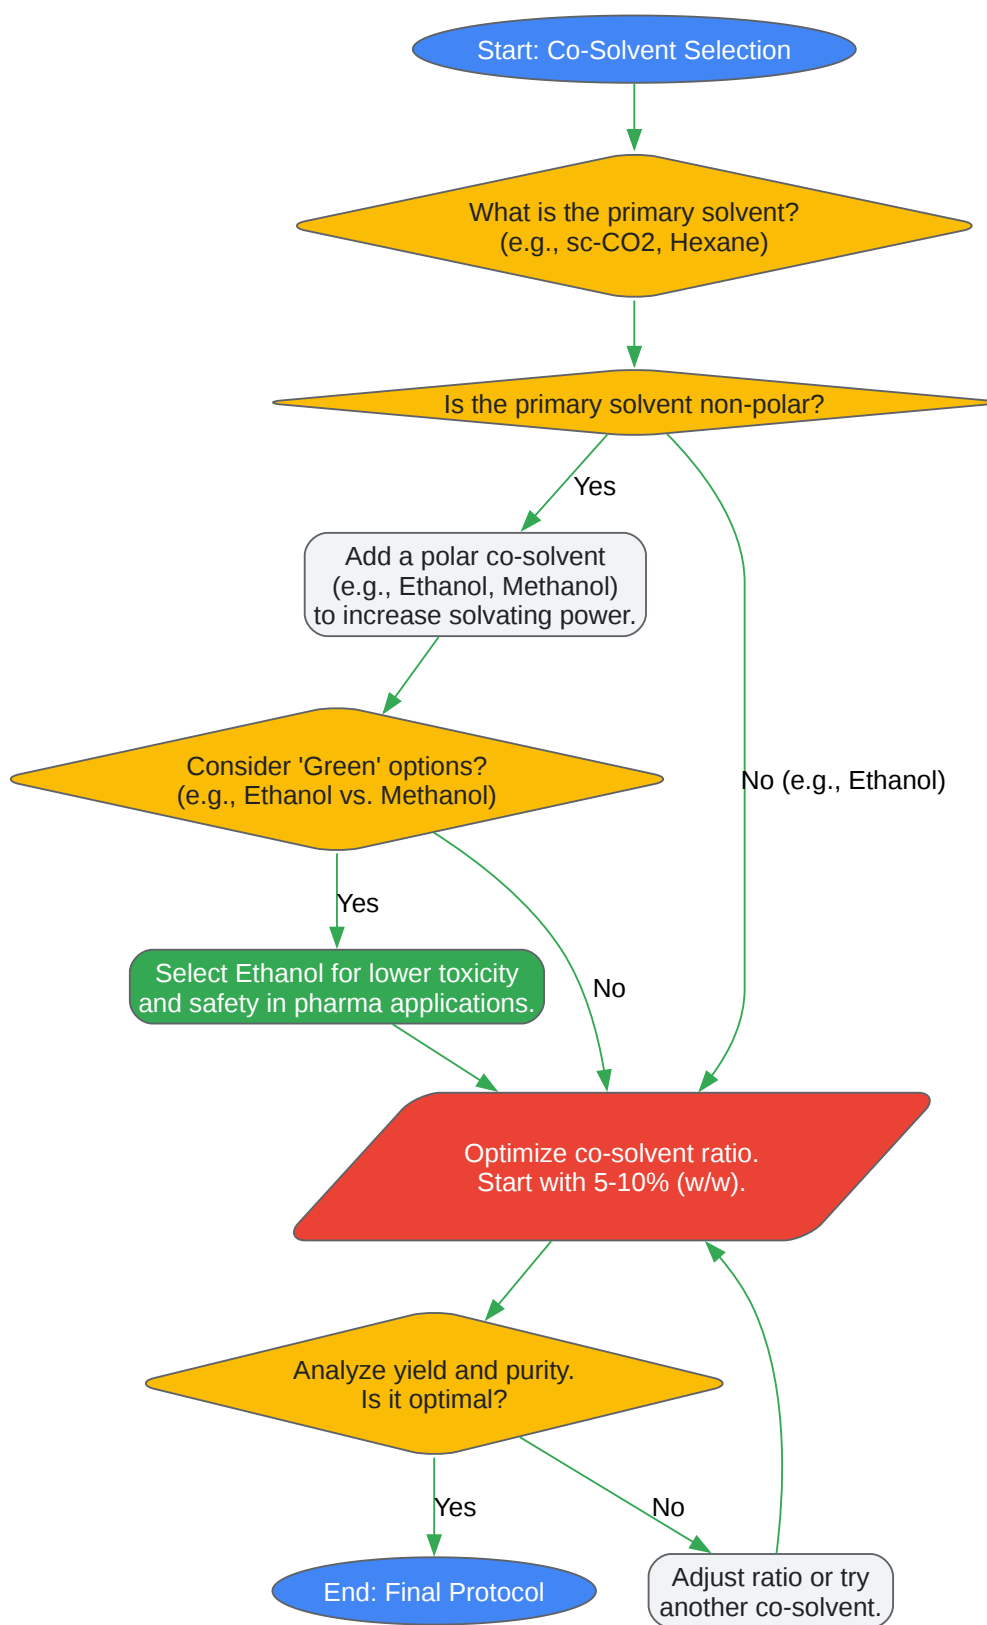 Start: Co-Solvent Selection
What is the primary solvent?
(e.g., sc-CO2, Hexane)
Is the primary solvent non-polar?
Yes
Add a polar co-solvent
(e.g., Ethanol, Methanol)
to increase solvating power.
Consider 'Green' options?
(e.g., Ethanol vs. Methanol)
No (e.g., Ethanol)
Yes
Select Ethanol for lower toxicity
and safety in pharma applications.
No
Optimize co-solvent ratio.
Start with 5-10% (w/w).
Analyze yield and purity.
Is it optimal?
Yes
No
End: Final Protocol
Adjust ratio or try
another co-solvent.